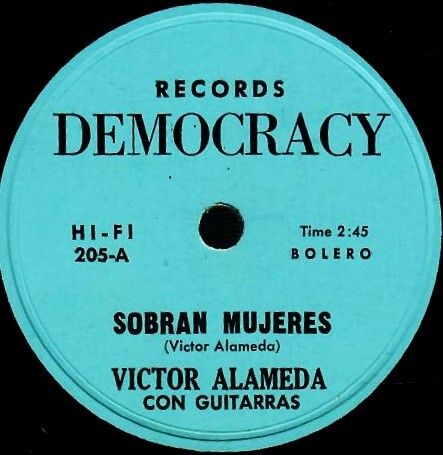 RECORDS
DEMOCRACY
HI-FI
205-A
Time 2:45
BOLERO
SOBRAN MUJERES
(Victor Alameda)
VICTOR ALAMEDA
CON GUITARRAS